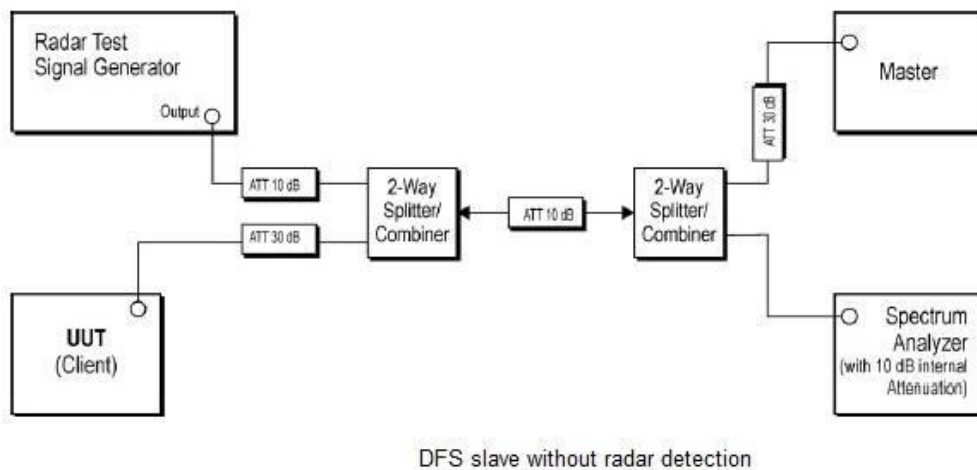 Radar Test
Signal Generator
Output
Master
ATT 30 dB
ATT 10 dB
2-Way
Splitter/
Combiner
ATT 10 dB
2-Way
Splitter/
Combiner
ATT 30 dB
UUT
(Client)
Spectrum
Analyzer
(with 10 dB internal
Attenuation)
DFS slave without radar detection